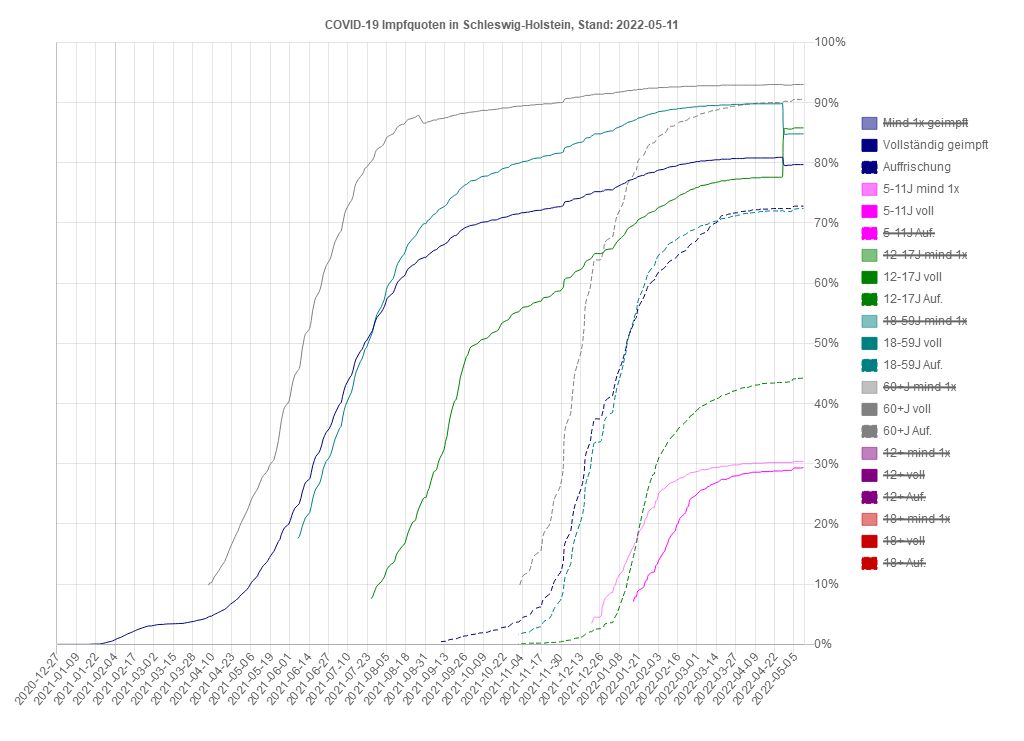 COVID-19 Impfquoten in Schleswig-Holstein, Stand: 2022-05-11
100%
90%
80%
70%
60%
50%
40%
30%
20%
10%
0%
Mind 1x geimpft
Vollständig geimpft
Auffrischung
5-11J mind 1x
5-11J voll
5-11J Auf.
12-17J mind 1x
12-17J voll
12-17J Auf.
18-59J mind 1x
18-59J voll
18-59J Auf.
60+J mind 1x
60+J voll
60+J Auf.
12+ mind 1x
12+ voll
12+ Auf.
18+ mind 1x
18+ voll
18+ Auf.
2020-12-27
2021-01-09
2021-01-22
2021-02-04
2021-02-17
2021-03-02
2021-03-15
2021-03-28
2021-04-10
2021-04-23
2021-05-06
2021-05-19
2021-06-01
2021-06-14
2021-06-27
2021-07-10
2021-07-23
2021-08-05
2021-08-18
2021-08-31
2021-09-13
2021-09-26
2021-10-09
2021-10-22
2021-11-04
2021-11-17
2021-11-30
2021-12-13
2021-12-26
2022-01-08
2022-01-21
2022-02-03
2022-02-16
2022-03-01
2022-03-14
2022-03-27
2022-04-09
2022-04-22
2022-05-5